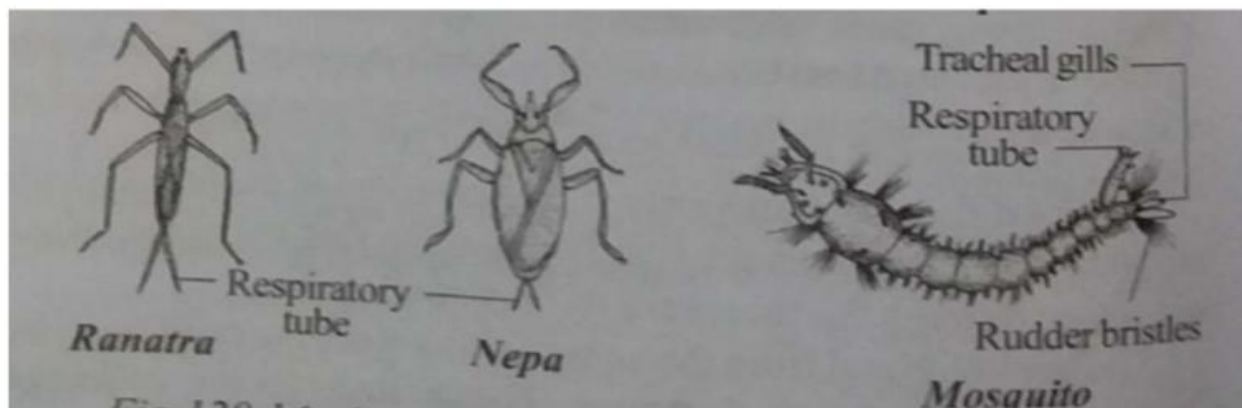 Tracheal gills
Respiratory
tube
Respiratory
tube
Rudder bristles
Ranatra
Nepa
Mosquito